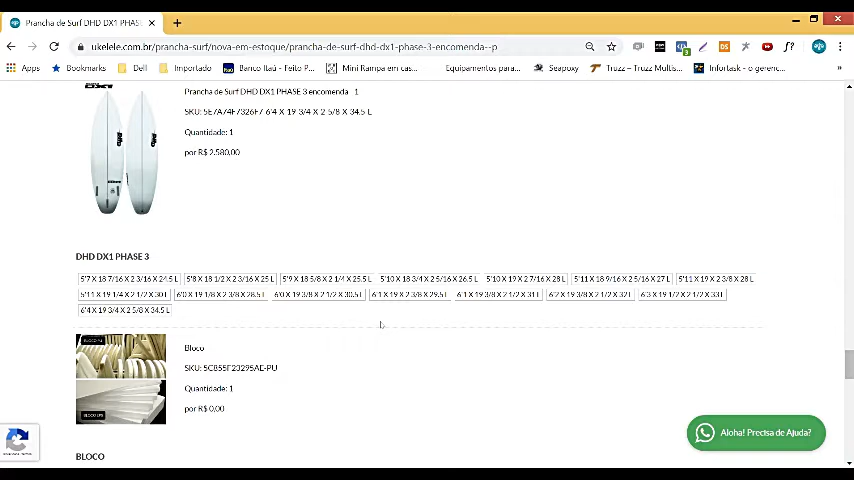 Prancha de Surf DHD DX1 PHASE
ukelele.com.br/prancha-surf/nova-em-estoque/prancha-de-surf-dhd-dx1-phase-3-encomenda--p
Apps Bookmarks Dell Importado Banco Itaú - Feito P... Mini Rampa em cas... Equipamentos para... Seapoxy Truzz – Truzz Multis... Infortask - o gerenc... »
Prancha de Surf DHD DX1 PHASE 3 encomenda 1
SKU: 5E7A74F7326F7 6'4 X 19 3/4 X 2 5/8 X 34.5 L
Quantidade: 1
por R$ 2.580,00
DHD DX1 PHASE 3
5'7 X 18 7/16 X 2 3/16 X 24.5 L 5'8 X 18 1/2 X 2 3/16 X 25 L 5'9 X 18 5/8 X 2 1/4 X 25.5 L 5'10 X 18 3/4 X 2 5/16 X 26.5 L 5'10 X 19 X 2 7/16 X 28 L 5'11 X 18 9/16 X 2 5/16 X 27 L 5'11 X 19 X 2 3/8 X 28 L
5'11 X 19 1/4 X 2 1/2 X 30 L 6'0 X 19 1/8 X 2 3/8 X 28.5 L 6'0 X 19 3/8 X 2 1/2 X 30.5 L 6'1 X 19 X 2 3/8 X 29.5 L 6'1 X 19 3/8 X 2 1/2 X 31 L 6'2 X 19 3/8 X 2 1/2 X 32 L 6'3 X 19 1/2 X 2 1/2 X 33 L
6'4 X 19 3/4 X 2 5/8 X 34.5 L
BLOCO PU
Bloco
SKU: 5C855F23295AE-PU
Quantidade: 1
por R$ 0,00
BLOCO EPS
Aloha! Precisa de Ajuda?
BLOCO